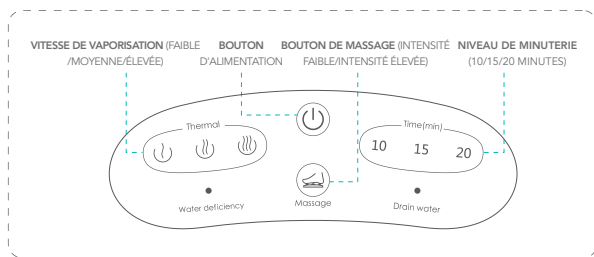 VITESSE DE VAPORISATION (FAIBLE
/MOYENNE/ÉLEVÉE)
BOUTON
D'ALIMENTATION
BOUTON DE MASSAGE (INTENSITÉ
FAIBLE/INTENSITÉ ÉLEVÉE)
NIVEAU DE MINUTERIE
(10/15/20 MINUTES)
Thermal
Time(min)
10 15 20
Water deficiency
Massage
Drain water